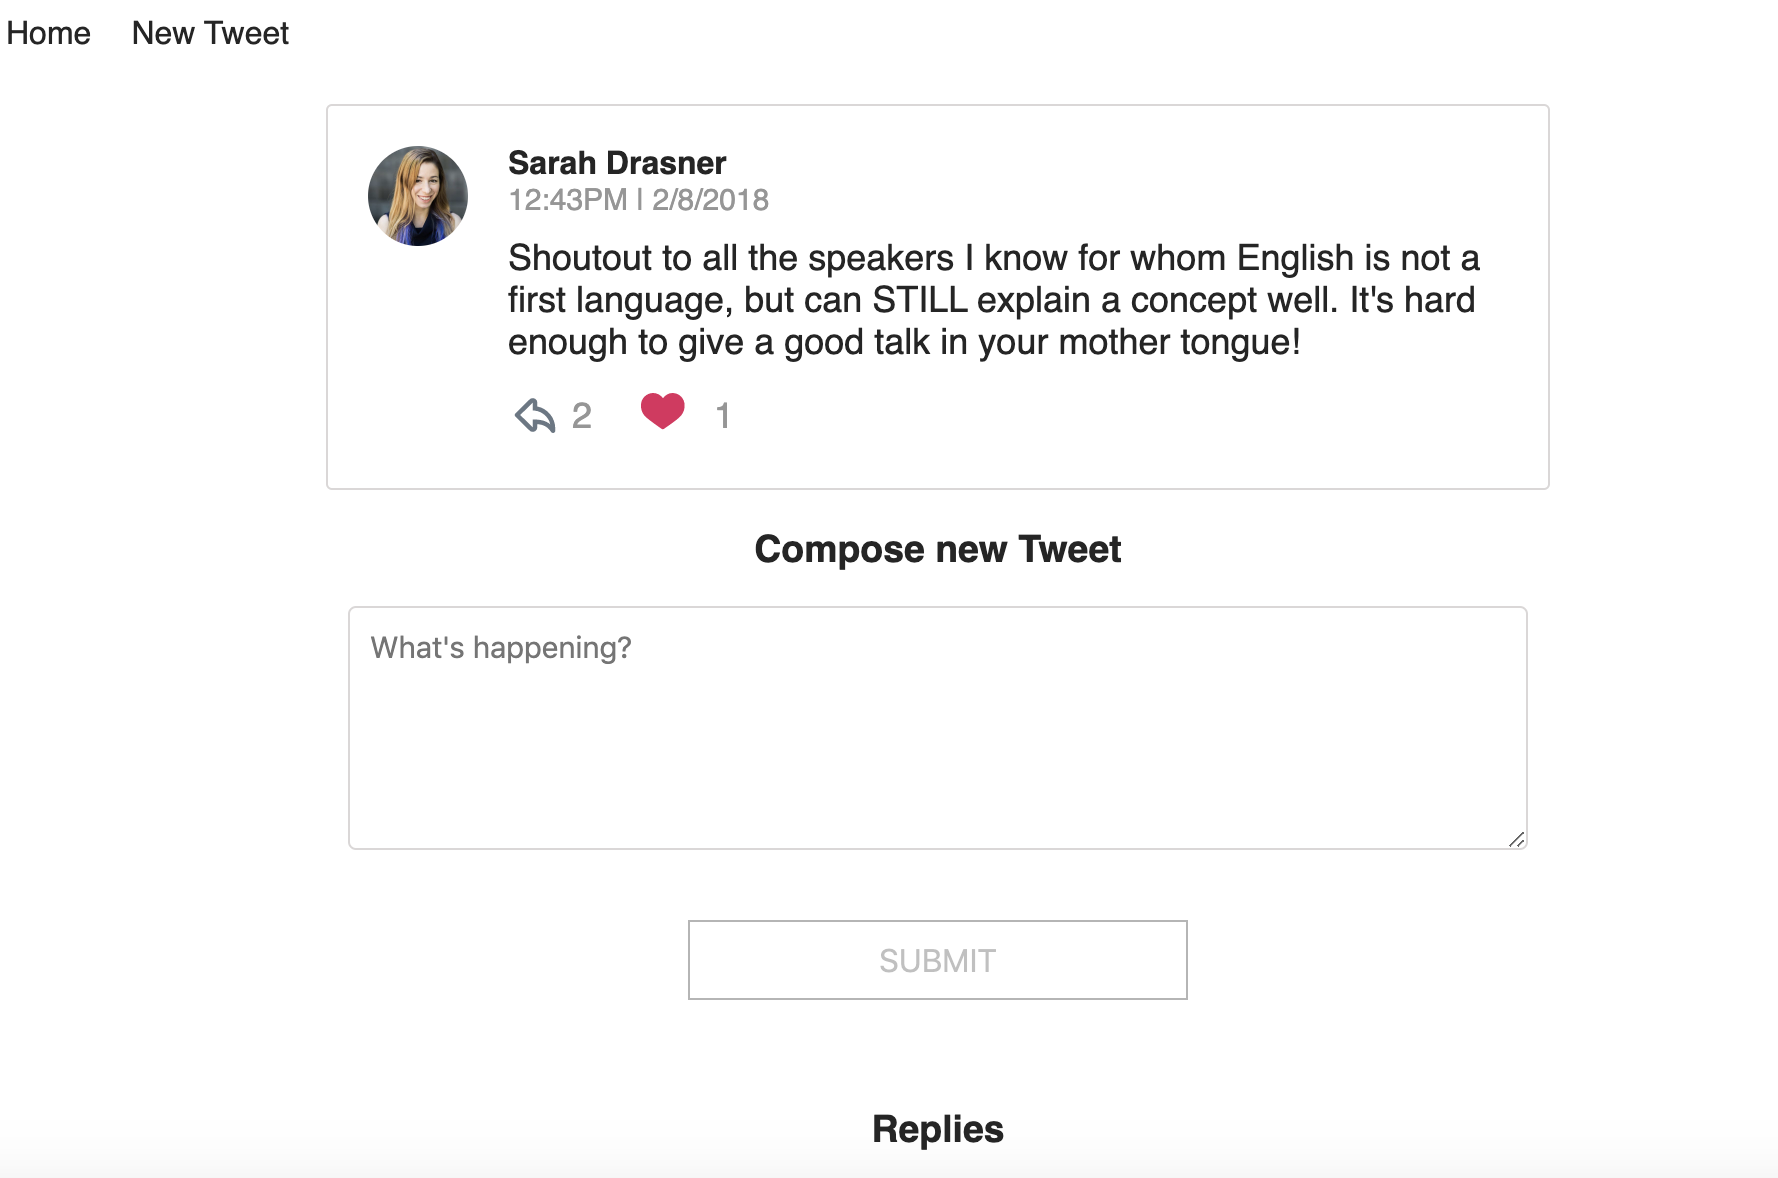 Home New Tweet
Sarah Drasner
12:43PM | 2/8/2018
Shoutout to all the speakers I know for whom English is not a
first language, but can STILL explain a concept well. It's hard
enough to give a good talk in your mother tongue!
2 1
Compose new Tweet
What's happening?
SUBMIT
Replies